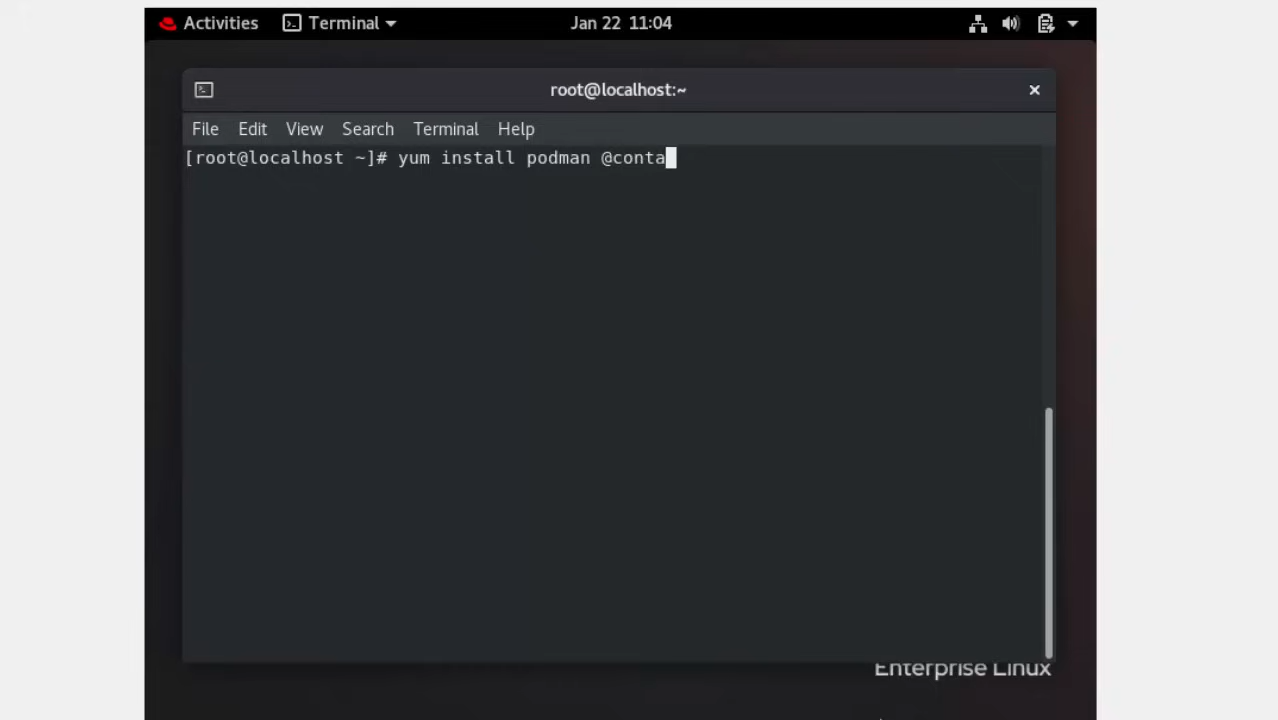 Activities Terminal Jan 22 11:04
root@localhost:~
File Edit View Search Terminal Help
[root@localhost ~]# yum install podman @conta
Enterprise Linux